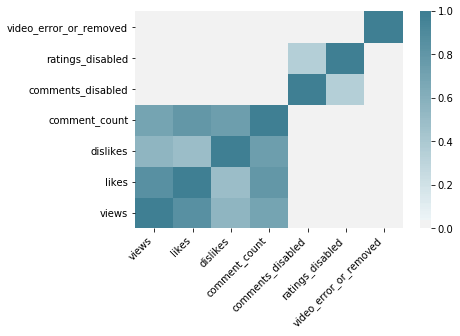 video_error_or_removed
ratings_disabled
comments_disabled
comment_count
dislikes
likes
views
views
likes
dislikes
comment_count
comments_disabled
ratings_disabled
video_error_or_removed
1.0
0.8
0.6
0.4
0.2
0.0